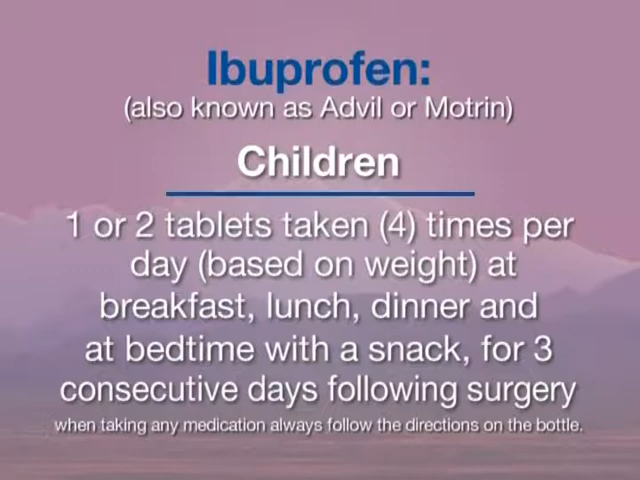 Ibuprofen:
(also known as Advil or Motrin)
Children
1 or 2 tablets taken (4) times per
day (based on weight) at
breakfast, lunch, dinner and
at bedtime with a snack, for 3
consecutive days following surgery
when taking any medication always follow the directions on the bottle.